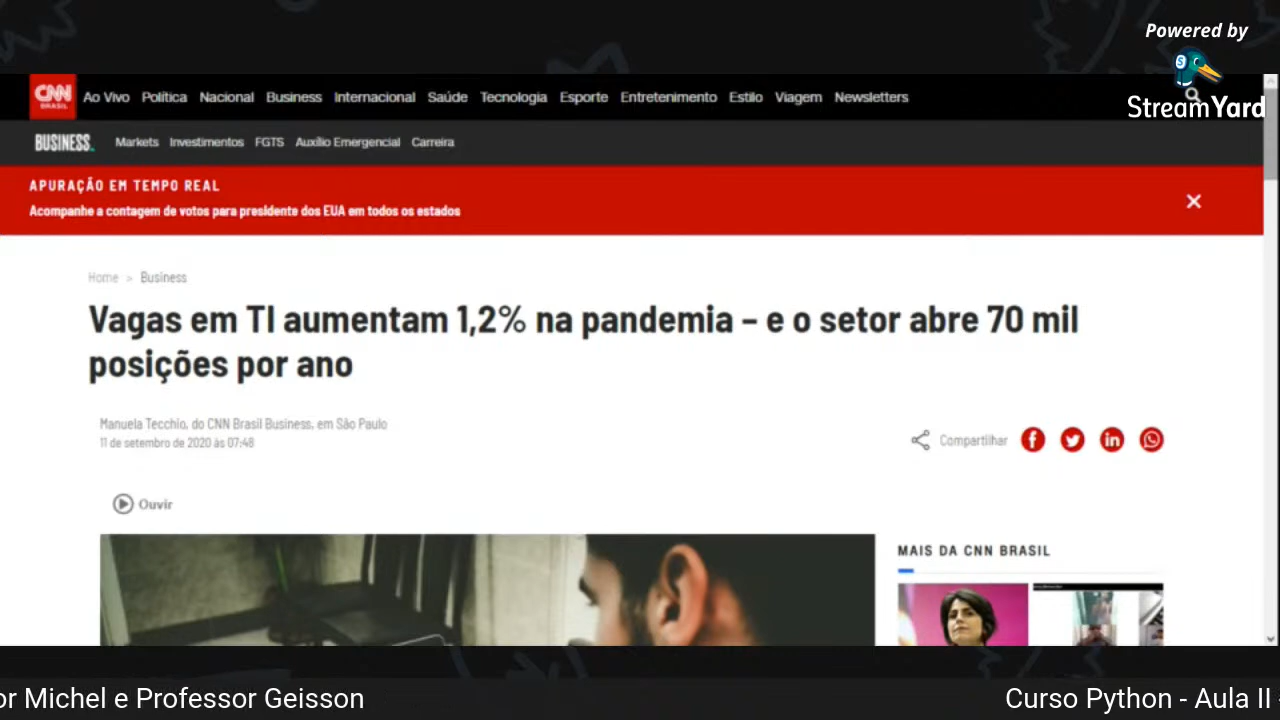 Powered by
StreamYard
CNN
BRASIL
Ao Vivo Política Nacional Business Internacional Saúde Tecnologia Esporte Entretenimento Estilo Viagem Newsletters
BUSINESS.
Markets Investimentos FGTS Auxílio Emergencial Carreira
APURAÇÃO EM TEMPO REAL
Acompanhe a contagem de votos para presidente dos EUA em todos os estados
Home > Business
Vagas em TI aumentam 1,2% na pandemia – e o setor abre 70 mil
posições por ano
Manuela Tecchio, do CNN Brasil Business, em São Paulo
11 de setembro de 2020 às 07:48
Compartilhar
Ouvir
MAIS DA CNN BRASIL
or Michel e Professor Geisson
Curso Python - Aula II